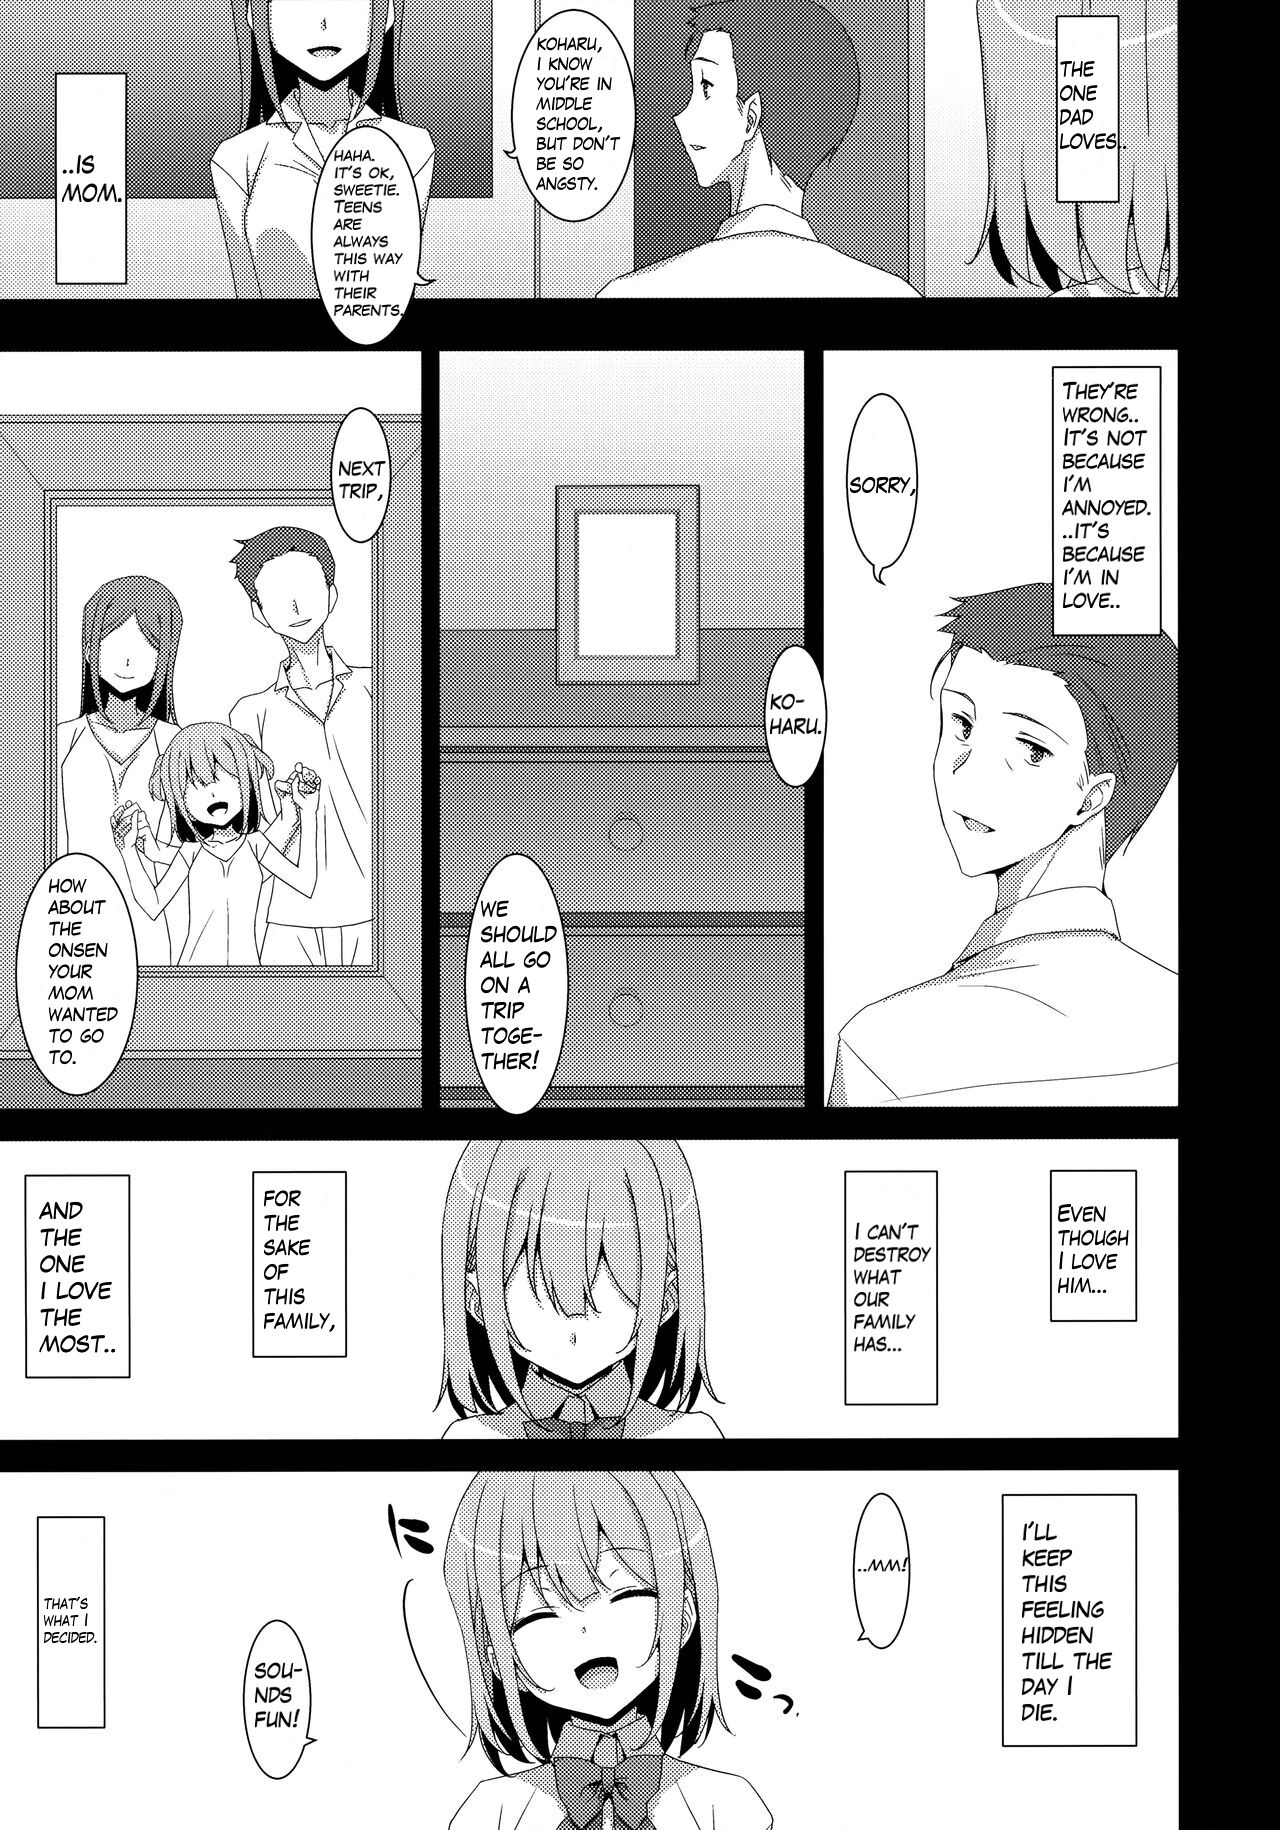 THE
ONE
DAD
LOVES..
KOHARU,
I KNOW
YOU'RE IN
MIDDLE
SCHOOL,
BUT DON'T
BE SO
ANGSTY.
HAHA.
IT'S OK,
SWEETIE.
TEENS
ARE
ALWAYS
THIS WAY
WITH
THEIR
PARENTS.
..IS
MOM.
THEY'RE
WRONG..
IT'S NOT
BECAUSE
I'M
ANNOYED.
..IT'S
BECAUSE
I'M IN
LOVE..
SORRY,
KO-
HARU.
WE
SHOULD
ALL GO
ON A
TRIP
TOGE-
THER!
NEXT
TRIP,
HOW
ABOUT
THE
ONSEN
YOUR
MOM
WANTED
TO GO
TO.
EVEN
THOUGH
I LOVE
HIM...
I CAN'T
DESTROY
WHAT
OUR
FAMILY
HAS...
FOR
THE
SAKE
OF
THIS
FAMILY,
AND
THE
ONE
I LOVE
THE
MOST..
I'LL
KEEP
THIS
FEELING
HIDDEN
TILL THE
DAY I
DIE.
..MM!
にこっ
SOU-
NDS
FUN!
THAT'S
WHAT I
DECIDED.